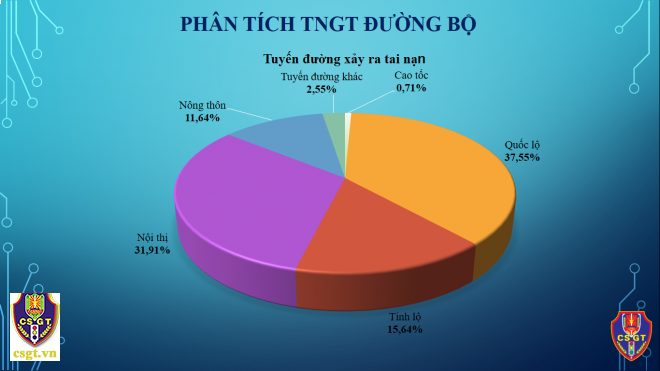 PHÂN TÍCH TNGT ĐƯỜNG BỘ
Tuyến đường xảy ra tai nạn
Tuyến đường khác
2,55%
Cao tốc
0,71%
Nông thôn
11,64%
Quốc lộ
37,55%
Nội thị
31,91%
Tỉnh lộ
15,64%
CSGT
csgt.vn
CSGT